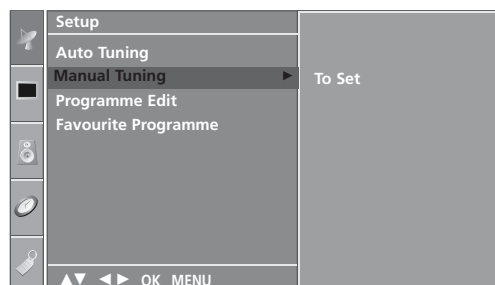 Setup
Auto Tuning
Manual Tuning ▶ To Set
Programme Edit
Favourite Programme
▲▼ ◀▶ OK MENU